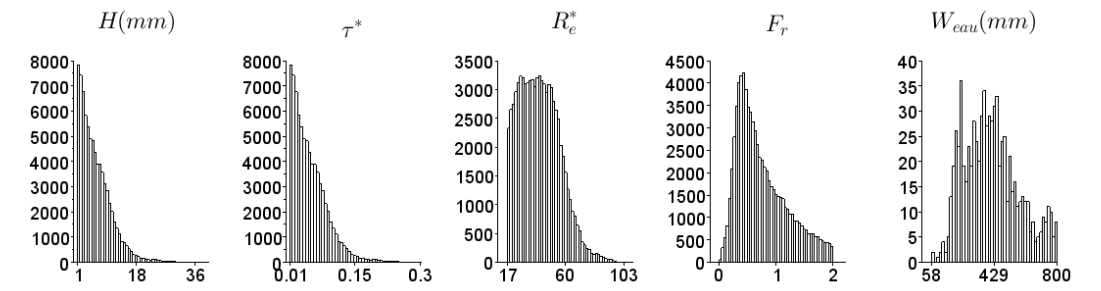 H(mm) τ* R*e Fr Weau(mm)
8000 8000 3500 4500 40
7000 7000 3000 4000 35
6000 6000 2500 3500 30
5000 5000 2000 3000 25
4000 4000 1500 2500 20
3000 3000 1000 2000 15
2000 2000 500 1500 10
1000 1000 0 1000 5
0 0 500 0
0
1 18 36 0.01 0.15 0.3 17 60 103 0 1 2 58 429 800